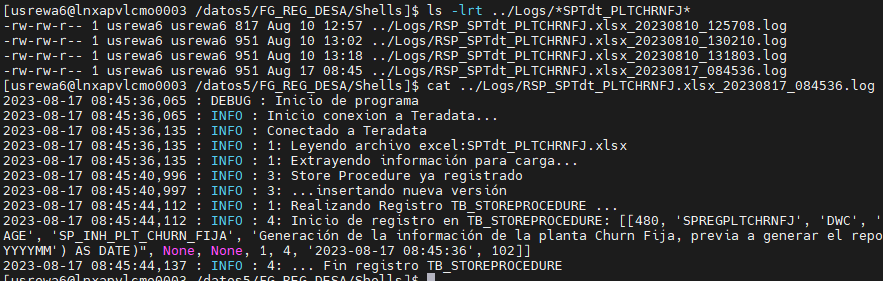 [usrewa6@lnxapvlcmo0003 /datos5/FG_REG_DESA/Shells]$ ls -lrt ../Logs/*SPTdt_PLTCHRNFJ*
-rw-rw-r-- 1 usrewa6 usrewa6 817 Aug 10 12:57 ../Logs/RSP_SPTdt_PLTCHRNFJ.xlsx_20230810_125708.log
-rw-rw-r-- 1 usrewa6 usrewa6 951 Aug 10 13:02 ../Logs/RSP_SPTdt_PLTCHRNFJ.xlsx_20230810_130210.log
-rw-rw-r-- 1 usrewa6 usrewa6 951 Aug 10 13:18 ../Logs/RSP_SPTdt_PLTCHRNFJ.xlsx_20230810_131803.log
-rw-rw-r-- 1 usrewa6 usrewa6 951 Aug 17 08:45 ../Logs/RSP_SPTdt_PLTCHRNFJ.xlsx_20230817_084536.log
[usrewa6@lnxapvlcmo0003 /datos5/FG_REG_DESA/Shells]$ cat ../Logs/RSP_SPTdt_PLTCHRNFJ.xlsx_20230817_084536.log
2023-08-17 08:45:36,065 : DEBUG : Inicio de programa
2023-08-17 08:45:36,065 : INFO : Inicio conexion a Teradata...
2023-08-17 08:45:36,135 : INFO : Conectado a Teradata
2023-08-17 08:45:36,135 : INFO : 1: Leyendo archivo excel:SPTdt_PLTCHRNFJ.xlsx
2023-08-17 08:45:36,135 : INFO : 1: Extrayendo información para carga...
2023-08-17 08:45:40,996 : INFO : 3: Store Procedure ya registrado
2023-08-17 08:45:40,997 : INFO : 3: ...insertando nueva versión
2023-08-17 08:45:44,112 : INFO : 1: Realizando Registro TB_STOREPROCEDURE ...
2023-08-17 08:45:44,112 : INFO : 4: Inicio de registro en TB_STOREPROCEDURE: [[480, 'SPREGPLTCHRNFJ', 'DWC', '
AGE', 'SP_INH_PLT_CHURN_FIJA', 'Generación de la información de la planta Churn Fija, previa a generar el repo
YYYYMM') AS DATE)", None, None, 1, 4, '2023-08-17 08:45:36', 102]]
2023-08-17 08:45:44,137 : INFO : 4: ... Fin registro TB_STOREPROCEDURE
[usrewa6@lnxapvlcmo0003 /datos5/FG_REG_DESA/Shells]$